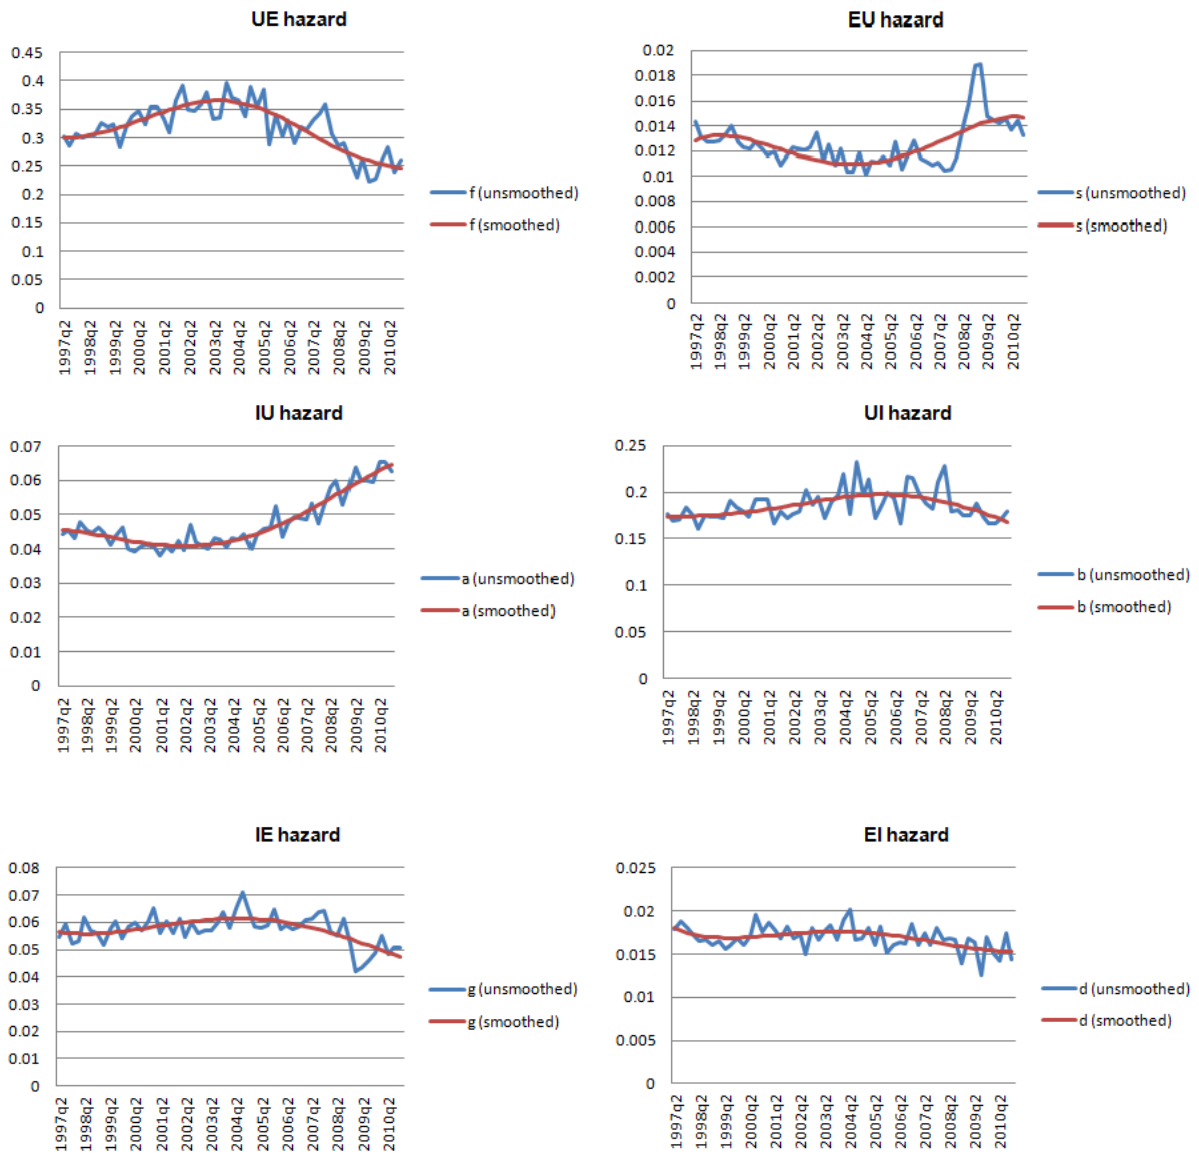 UE hazard
0.45
0.4
0.35
0.3
0.25
0.2
0.15
0.1
0.05
0
1997q2
1998q2
1999q2
2000q2
2001q2
2002q2
2003q2
2004q2
2005q2
2006q2
2007q2
2008q2
2009q2
2010q2
f (unsmoothed)
f (smoothed)
EU hazard
0.02
0.018
0.016
0.014
0.012
0.01
0.008
0.006
0.004
0.002
0
1997q2
1998q2
1999q2
2000q2
2001q2
2002q2
2003q2
2004q2
2005q2
2006q2
2007q2
2008q2
2009q2
2010q2
s (unsmoothed)
s (smoothed)
IU hazard
0.07
0.06
0.05
0.04
0.03
0.02
0.01
0
1997q2
1998q2
1999q2
2000q2
2001q2
2002q2
2003q2
2004q2
2005q2
2006q2
2007q2
2008q2
2009q2
2010q2
a (unsmoothed)
a (smoothed)
UI hazard
0.25
0.2
0.15
0.1
0.05
0
1997q2
1998q2
1999q2
2000q2
2001q2
2002q2
2003q2
2004q2
2005q2
2006q2
2007q2
2008q2
2009q2
2010q2
b (unsmoothed)
b (smoothed)
IE hazard
0.08
0.07
0.06
0.05
0.04
0.03
0.02
0.01
0
1997q2
1998q2
1999q2
2000q2
2001q2
2002q2
2003q2
2004q2
2005q2
2006q2
2007q2
2008q2
2009q2
2010q2
g (unsmoothed)
g (smoothed)
EI hazard
0.025
0.02
0.015
0.01
0.005
0
1997q2
1998q2
1999q2
2000q2
2001q2
2002q2
2003q2
2004q2
2005q2
2006q2
2007q2
2008q2
2009q2
2010q2
d (unsmoothed)
d (smoothed)